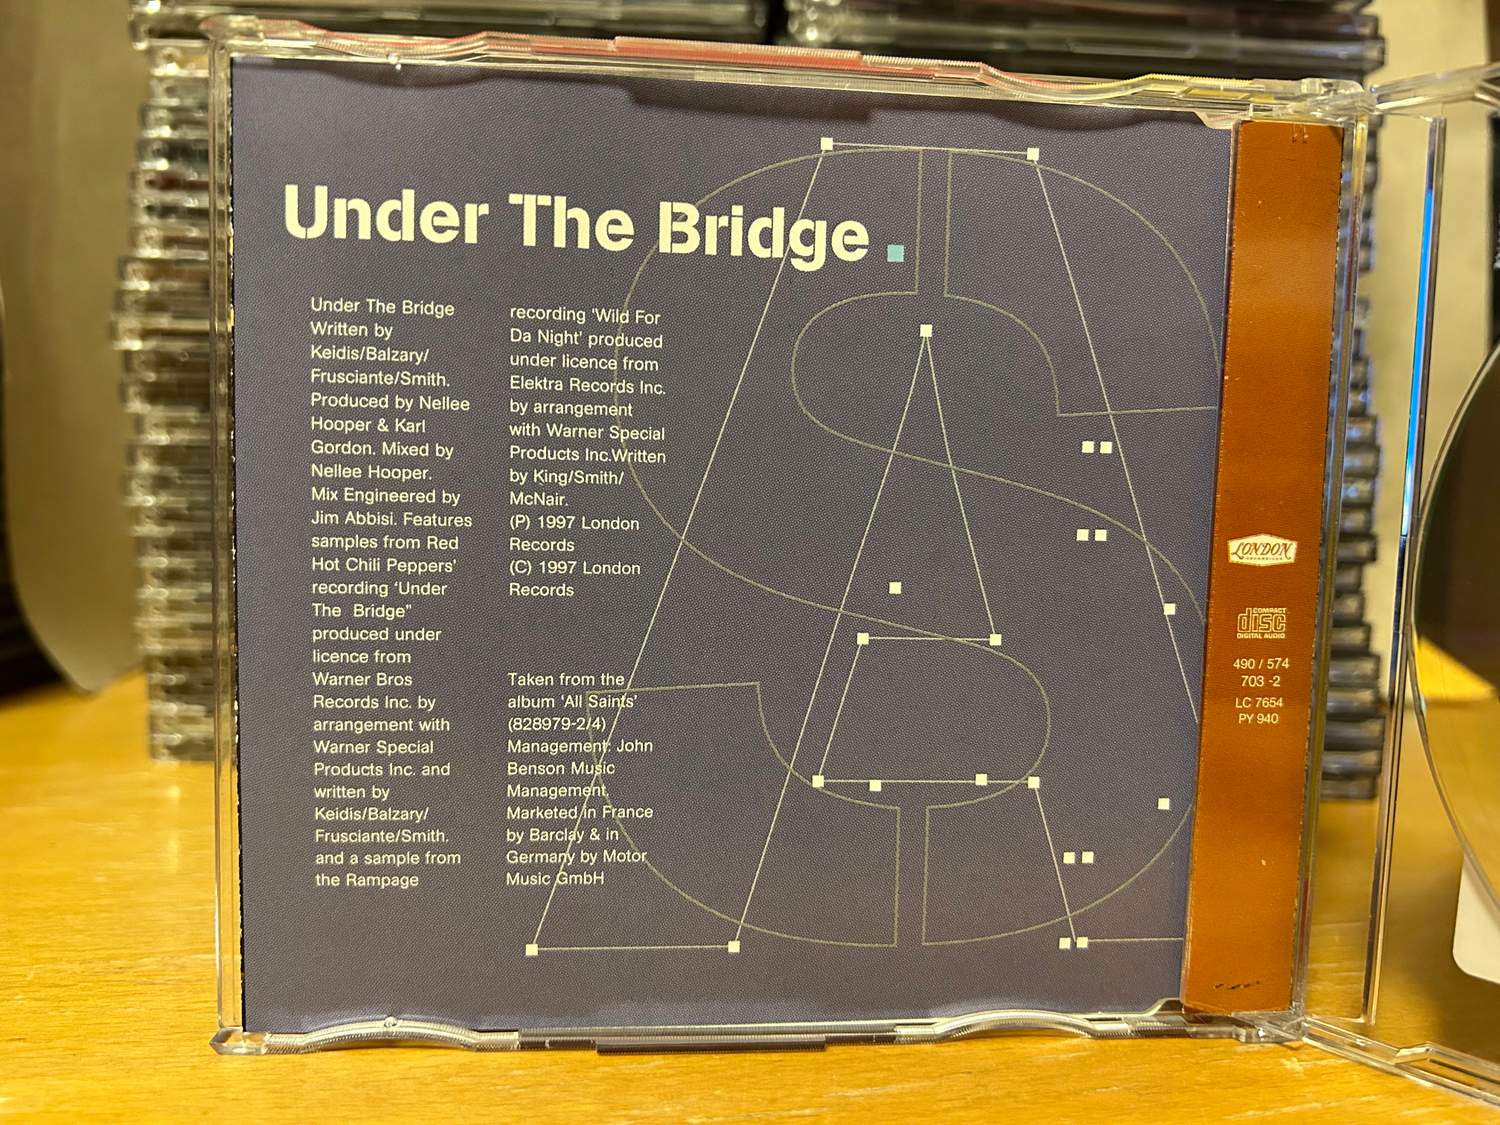 Under The Bridge.
Under The Bridge
Written by
Keidis/Balzary/
Frusciante/Smith.
Produced by Nellee
Hooper & Karl
Gordon. Mixed by
Nellee Hooper.
Mix Engineered by
Jim Abbisi. Features
samples from Red
Hot Chili Peppers'
recording ‘Under
The Bridge"
produced under
licence from
Warner Bros
Records Inc. by
arrangement with
Warner Special
Products Inc. and
written by
Keidis/Balzary/
Frusciante/Smith.
and a sample from
the Rampage
recording ‘Wild For
Da Night' produced
under licence from
Elektra Records Inc.
by arrangement
with Warner Special
Products Inc.Written
by King/Smith/
McNair.
(P) 1997 London
Records
(C) 1997 London
Records
Taken from the
album ‘All Saints'
(828979-2/4)
Management: John
Benson Music
Management.
Marketed in France
by Barclay & in
Germany by Motor
Music GmbH
LONDON
COMPACT
disc
DIGITAL AUDIO
490 / 574
703 -2
LC 7654
PY 940